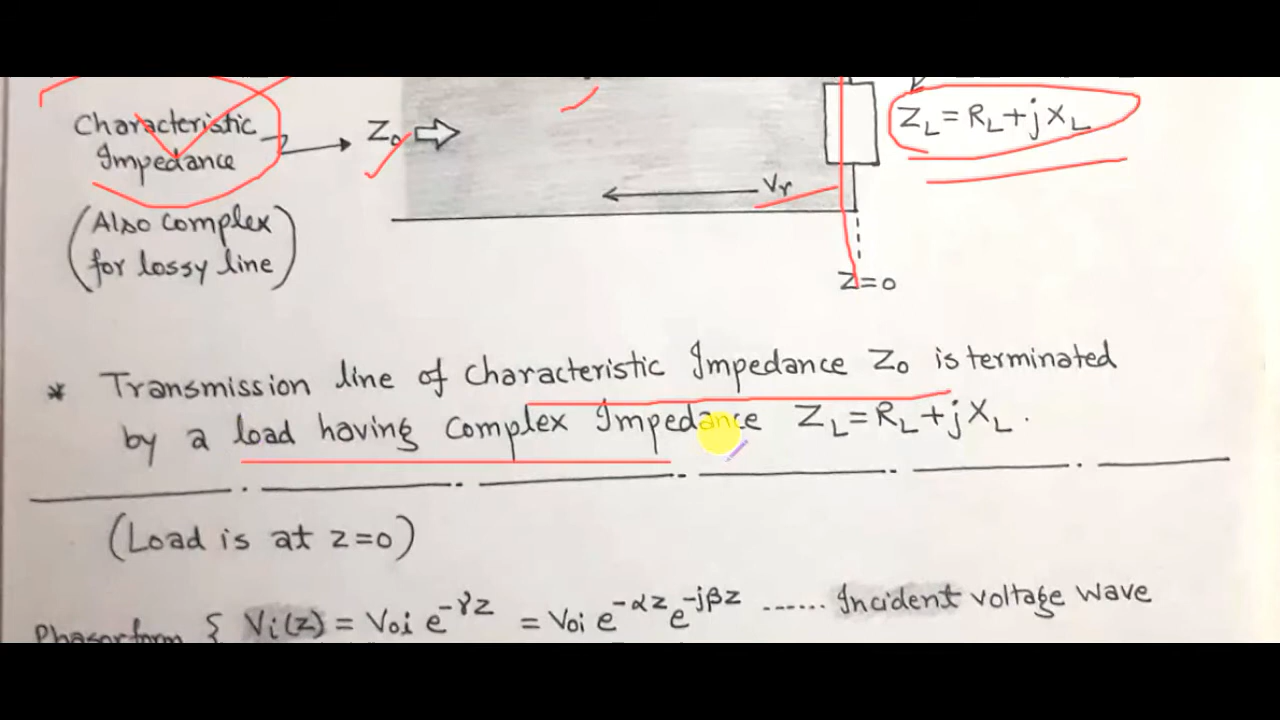 Characteristic
Impedance
(Also complex
for lossy line)
Z₀
Z_L = R_L + j X_L
V_r
Z=0
* Transmission line of characteristic Impedance Z₀ is terminated
by a load having complex Impedance Z_L = R_L + j X_L.
(Load is at z=0)
Phasor form { V_i(z) = V_oi e^{-γz} = V_oi e^{-αz} e^{-jβz} ...... Incident voltage wave